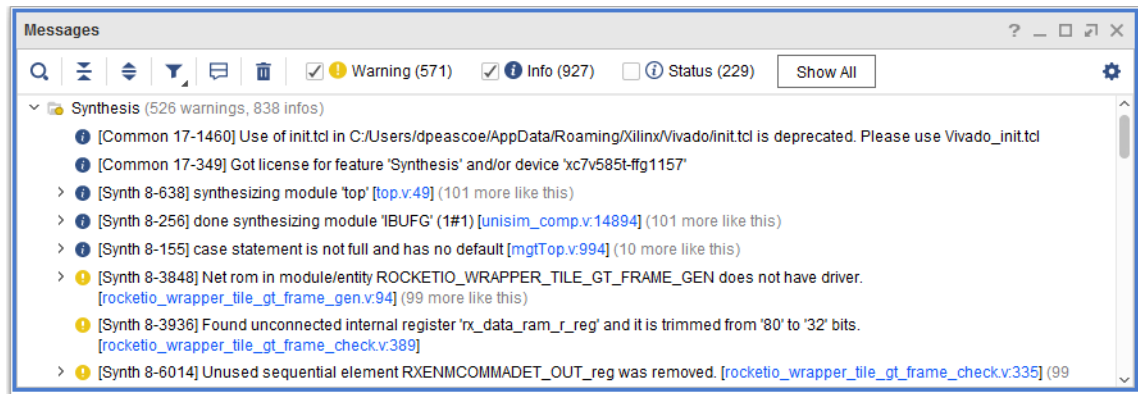 Messages
Warning (571) Info (927) Status (229) Show All
Synthesis (526 warnings, 838 infos)
[Common 17-1460] Use of init.tcl in C:/Users/dpeascoe/AppData/Roaming/Xilinx/Vivado/init.tcl is deprecated. Please use Vivado_init.tcl
[Common 17-349] Got license for feature 'Synthesis' and/or device 'xc7v585t-ffg1157'
[Synth 8-638] synthesizing module 'top' [top.v:49] (101 more like this)
[Synth 8-256] done synthesizing module 'IBUFG' (1#1) [unisim_comp.v:14894] (101 more like this)
[Synth 8-155] case statement is not full and has no default [mgtTop.v:994] (10 more like this)
[Synth 8-3848] Net rom in module/entity ROCKETIO_WRAPPER_TILE_GT_FRAME_GEN does not have driver.
[rocketio_wrapper_tile_gt_frame_gen.v:94] (99 more like this)
[Synth 8-3936] Found unconnected internal register 'rx_data_ram_r_reg' and it is trimmed from '80' to '32' bits.
[rocketio_wrapper_tile_gt_frame_check.v:389]
[Synth 8-6014] Unused sequential element RXENMCOMMADET_OUT_reg was removed. [rocketio_wrapper_tile_gt_frame_check.v:335] (99